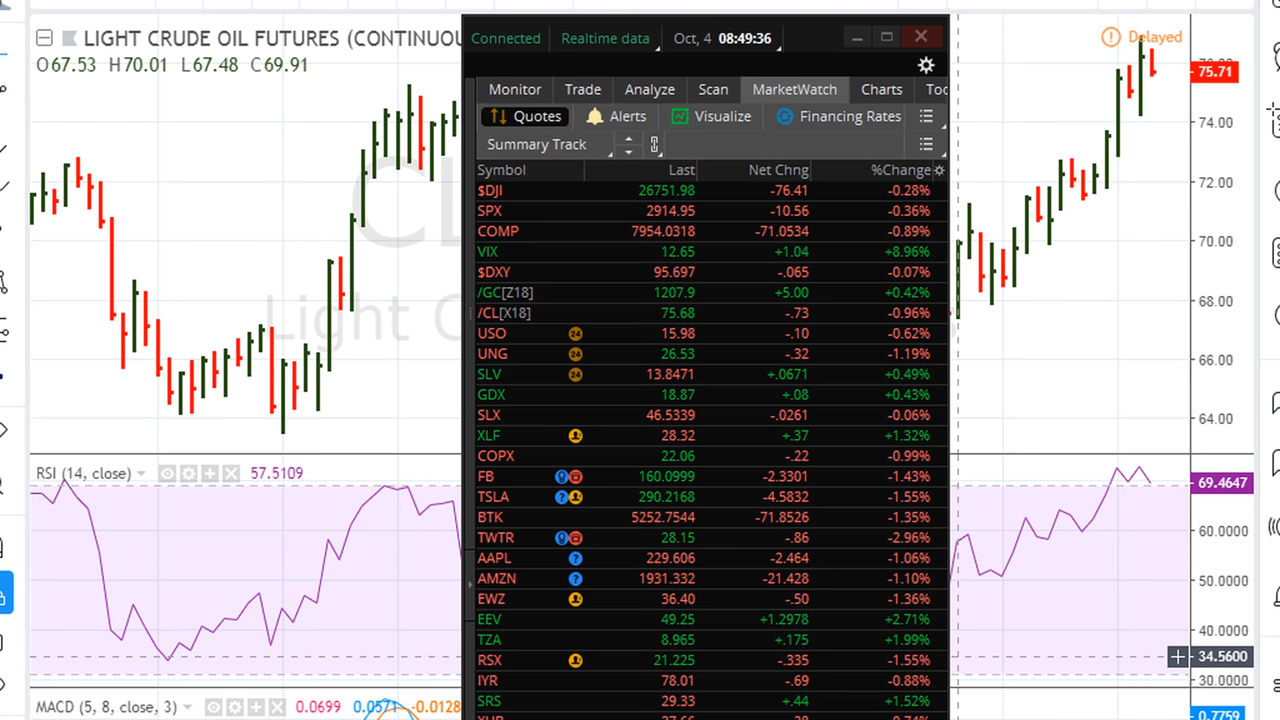 LIGHT CRUDE OIL FUTURES (CONTINUOU
O67.53 H70.01 L67.48 C69.91
Connected Realtime data Oct, 4 08:49:36
Delayed
75.71
Monitor Trade Analyze Scan MarketWatch Charts Too
Quotes Alerts Visualize Financing Rates
Summary Track
Symbol Last Net Chng %Change
$DJI 26751.98 -76.41 -0.28%
SPX 2914.95 -10.56 -0.36%
COMP 7954.0318 -71.0534 -0.89%
VIX 12.65 +1.04 +8.96%
$DXY 95.697 -.065 -0.07%
/GC[Z18] 1207.9 +5.00 +0.42%
/CL[X18] 75.68 -.73 -0.96%
USO 24 15.98 -.10 -0.62%
UNG 24 26.53 -.32 -1.19%
SLV 24 13.8471 +.0671 +0.49%
GDX 18.87 +.08 +0.43%
SLX 46.5339 -.0261 -0.06%
XLF 28.32 +.37 +1.32%
COPX 22.06 -.22 -0.99%
FB 160.0999 -2.3301 -1.43%
TSLA ? 290.2168 -4.5832 -1.55%
BTK 5252.7544 -71.8526 -1.35%
TWTR 28.15 -.86 -2.96%
AAPL ? 229.606 -2.464 -1.06%
AMZN ? 1931.332 -21.428 -1.10%
EWZ 36.40 -.50 -1.36%
EEV 49.25 +1.2978 +2.71%
TZA 8.965 +.175 +1.99%
RSX 21.225 -.335 -1.55%
IYR 78.01 -.69 -0.88%
SRS 29.33 +.44 +1.52%
74.00
72.00
70.00
68.00
66.00
64.00
CL
Light C
RSI (14, close) 57.5109
69.4647
60.0000
50.0000
40.0000
34.5600
30.0000
MACD (5, 8, close, 3) 0.0699 0.0571 -0.0128
0.7759